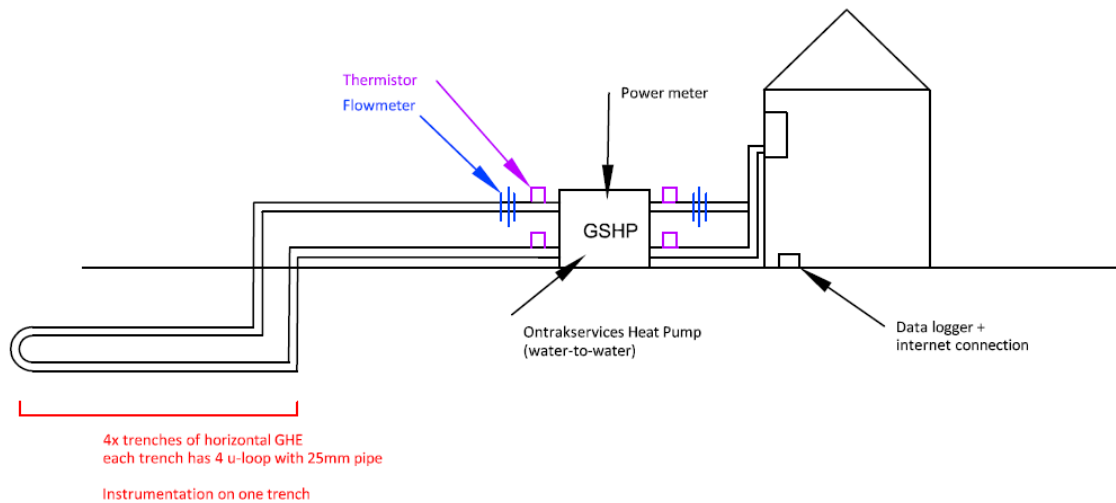 Thermistor
Flowmeter
Power meter
GSHP
Ontrakservices Heat Pump
(water-to-water)
Data logger +
internet connection
4x trenches of horizontal GHE
each trench has 4 u-loop with 25mm pipe
Instrumentation on one trench